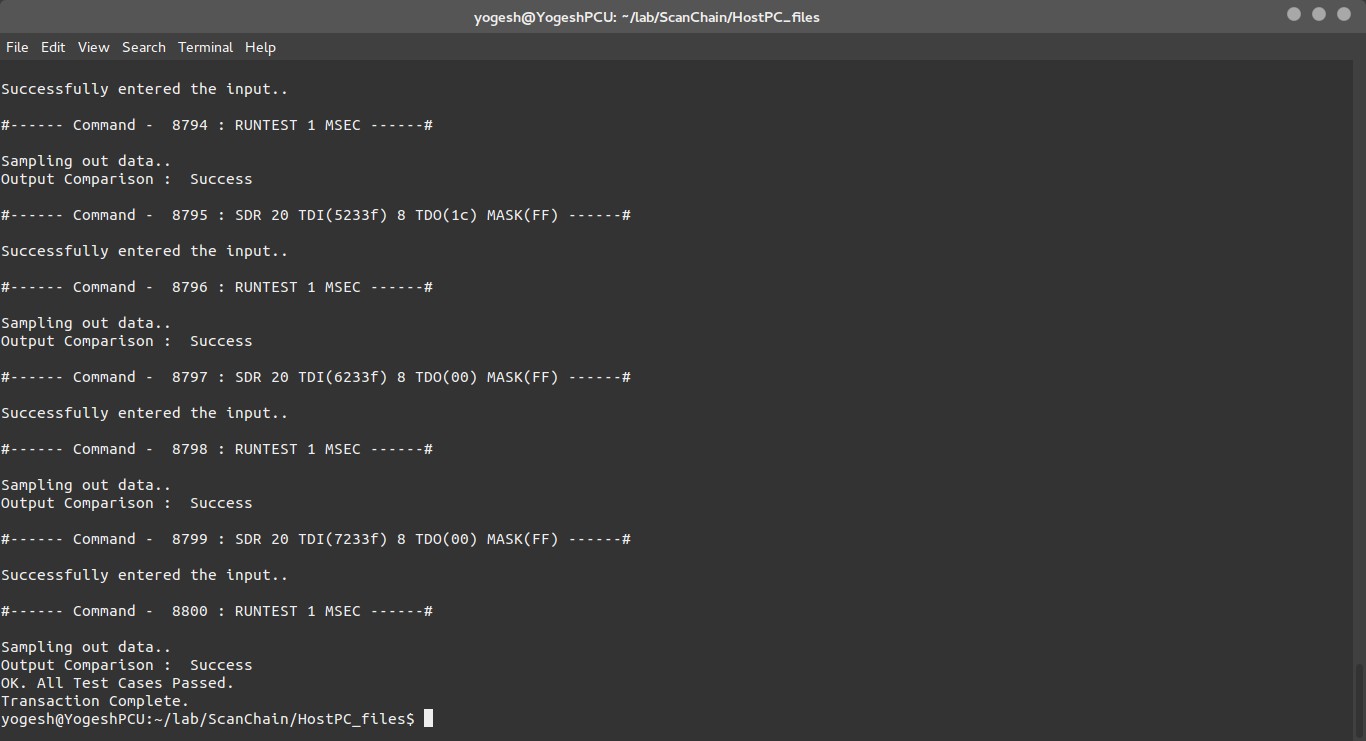 yogesh@YogeshPCU: ~/lab/ScanChain/HostPC_files
File Edit View Search Terminal Help
Successfully entered the input..
#------ Command -  8794 : RUNTEST 1 MSEC ------#
Sampling out data..
Output Comparison :  Success
#------ Command -  8795 : SDR 20 TDI(5233f) 8 TDO(1c) MASK(FF) ------#
Successfully entered the input..
#------ Command -  8796 : RUNTEST 1 MSEC ------#
Sampling out data..
Output Comparison :  Success
#------ Command -  8797 : SDR 20 TDI(6233f) 8 TDO(00) MASK(FF) ------#
Successfully entered the input..
#------ Command -  8798 : RUNTEST 1 MSEC ------#
Sampling out data..
Output Comparison :  Success
#------ Command -  8799 : SDR 20 TDI(7233f) 8 TDO(00) MASK(FF) ------#
Successfully entered the input..
#------ Command -  8800 : RUNTEST 1 MSEC ------#
Sampling out data..
Output Comparison :  Success
OK. All Test Cases Passed.
Transaction Complete.
yogesh@YogeshPCU:~/lab/ScanChain/HostPC_files$